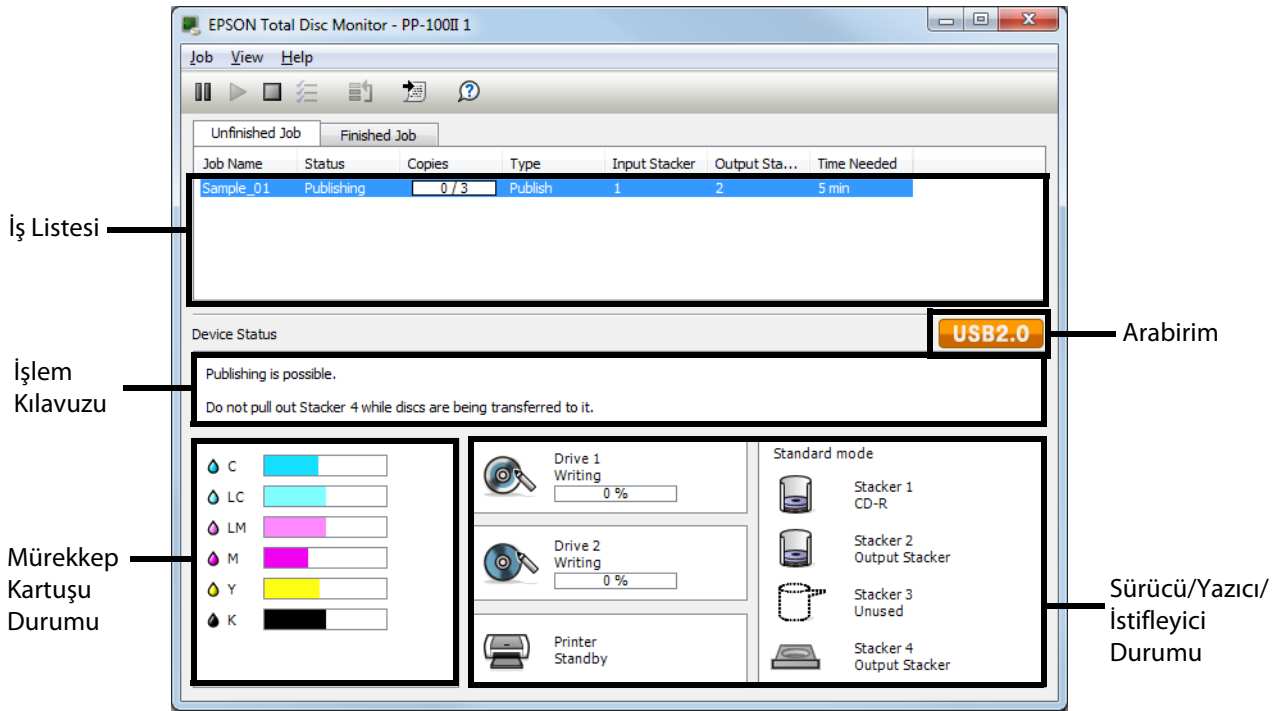 EPSON Total Disc Monitor - PP-100II 1
Job View Help
Unfinished Job Finished Job
Job Name Status Copies Type Input Stacker Output Sta... Time Needed
Sample_01 Publishing 0 / 3 Publish 1 2 5 min
İş Listesi
Device Status
USB2.0
Arabirim
İşlem
Kılavuzu
Publishing is possible.
Do not pull out Stacker 4 while discs are being transferred to it.
C
LC
LM
M
Y
K
Mürekkep
Kartuşu
Durumu
Drive 1
Writing
0 %
Drive 2
Writing
0 %
Printer
Standby
Standard mode
Stacker 1
CD-R
Stacker 2
Output Stacker
Stacker 3
Unused
Stacker 4
Output Stacker
Sürücü/Yazıcı/
İstifleyici
Durumu